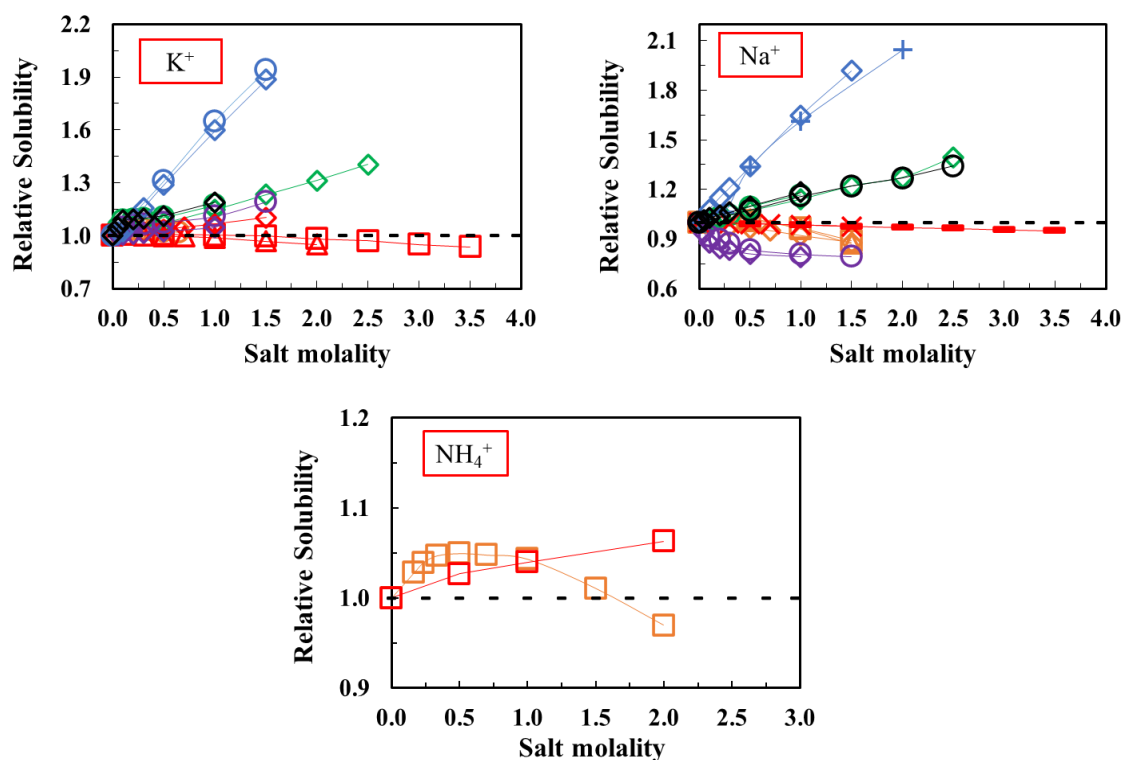 K+
Relative Solubility
2.2
1.9
1.6
1.3
1.0
0.7
0.0 0.5 1.0 1.5 2.0 2.5 3.0 3.5 4.0
Salt molality
Na+
Relative Solubility
2.1
1.8
1.5
1.2
0.9
0.6
0.0 0.5 1.0 1.5 2.0 2.5 3.0 3.5 4.0
Salt molality
NH4+
Relative Solubility
1.2
1.1
1.0
0.9
0.0 0.5 1.0 1.5 2.0 2.5 3.0
Salt molality